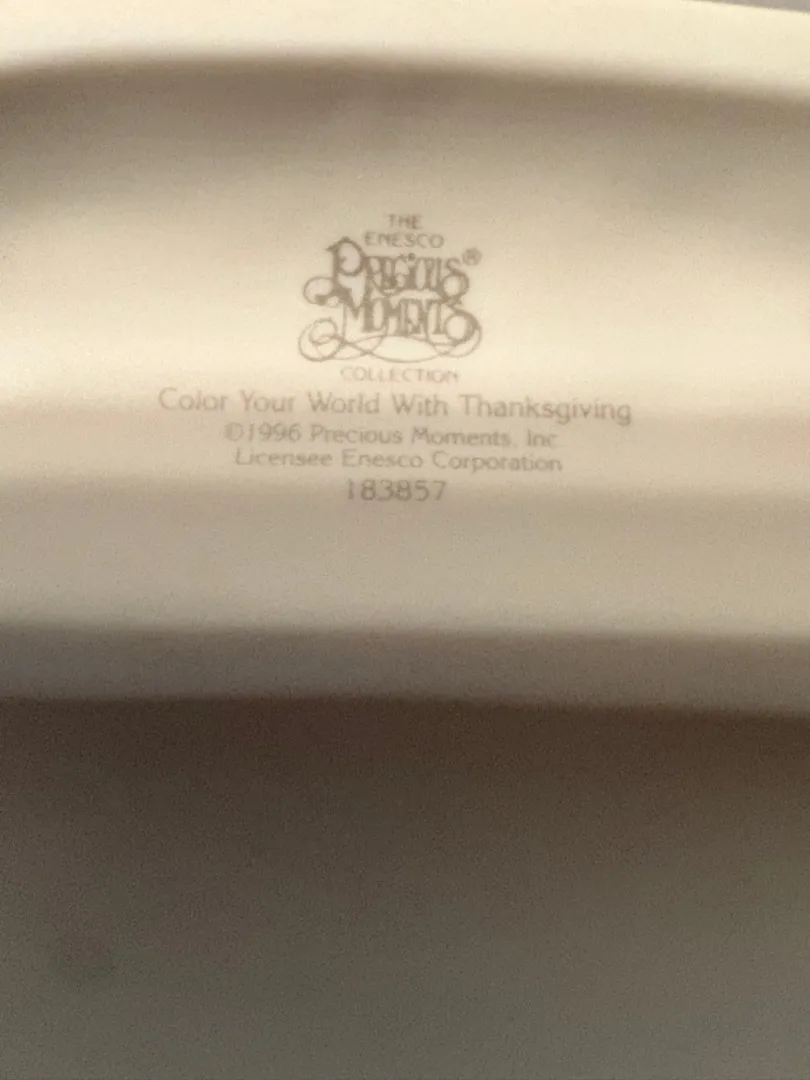 THE
ENESCO
PRECIOUS®
MOMENTS
COLLECTION
Color Your World With Thanksgiving
©1996 Precious Moments, Inc
Licensee Enesco Corporation
183857